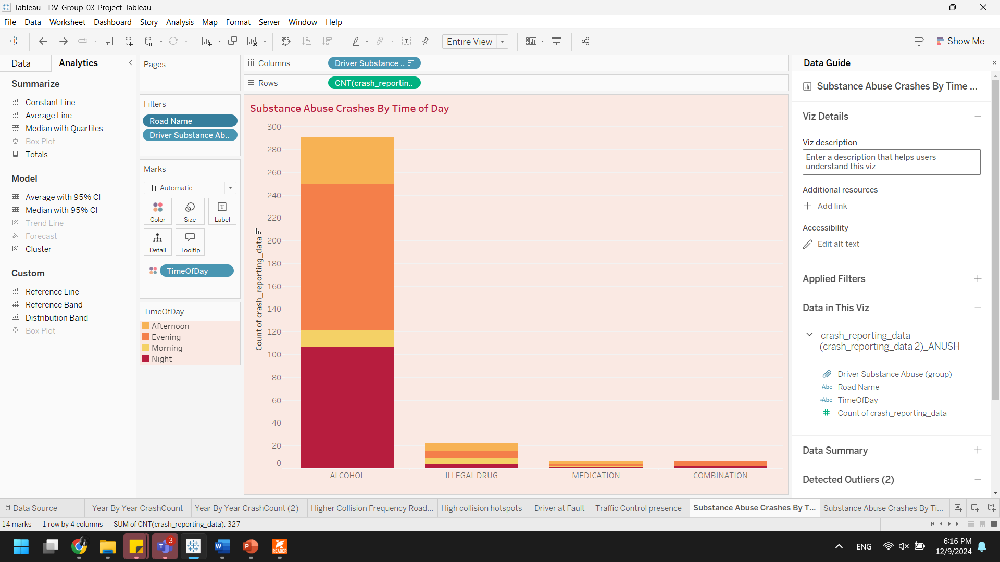 Tableau - DV_Group_03-Project_Tableau
File Data Worksheet Dashboard Story Analysis Map Format Server Window Help
Entire View
Show Me
Data
Analytics
Summarize
Constant Line
Average Line
Median with Quartiles
Box Plot
Totals
Model
Average with 95% CI
Median with 95% CI
Trend Line
Forecast
Cluster
Custom
Reference Line
Reference Band
Distribution Band
Box Plot
Pages
Filters
Road Name
Driver Substance Ab..
Marks
Automatic
Color
Size
Label
Detail
Tooltip
TimeOfDay
TimeOfDay
Afternoon
Evening
Morning
Night
Columns
Driver Substance ..
Rows
CNT(crash_reportin..
Substance Abuse Crashes By Time of Day
Count of crash_reporting_data
300
280
260
240
220
200
180
160
140
120
100
80
60
40
20
0
ALCOHOL
ILLEGAL DRUG
MEDICATION
COMBINATION
Data Guide
Substance Abuse Crashes By Time ...
Viz Details
Viz description
Enter a description that helps users
understand this viz
Additional resources
Add link
Accessibility
Edit alt text
Applied Filters
Data in This Viz
crash_reporting_data
(crash_reporting_data 2)_ANUSH
Driver Substance Abuse (group)
Abc Road Name
=Abc TimeOfDay
# Count of crash_reporting_data
Data Summary
Detected Outliers (2)
Data Source
Year By Year CrashCount
Year By Year CrashCount (2)
Higher Collision Frequency Road...
High collision hotspots
Driver at Fault
Traffic Control presence
Substance Abuse Crashes By T...
Substance Abuse Crashes By Ti...
14 marks
1 row by 4 columns
SUM of CNT(crash_reporting_data): 327
3
READER
ENG
6:16 PM
12/9/2024